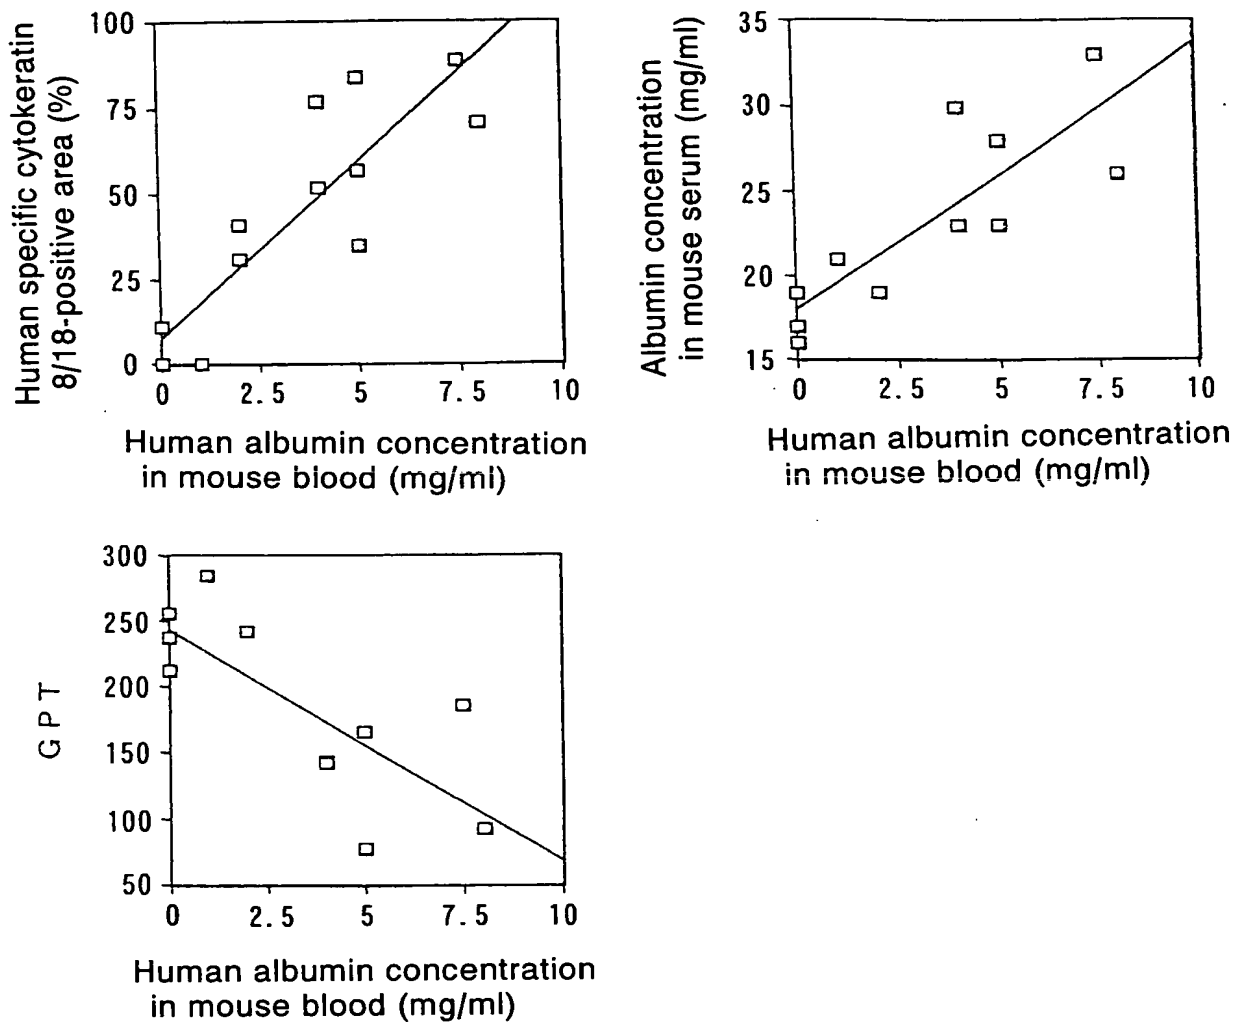 Human specific cytokeratin
8/18-positive area (%)
100
75
50
25
0
0 2.5 5 7.5 10
Human albumin concentration
in mouse blood (mg/ml)
Albumin concentration
in mouse serum (mg/ml)
35
30
25
20
15
0 2.5 5 7.5 10
Human albumin concentration
in mouse blood (mg/ml)
GPT
300
250
200
150
100
50
0 2.5 5 7.5 10
Human albumin concentration
in mouse blood (mg/ml)